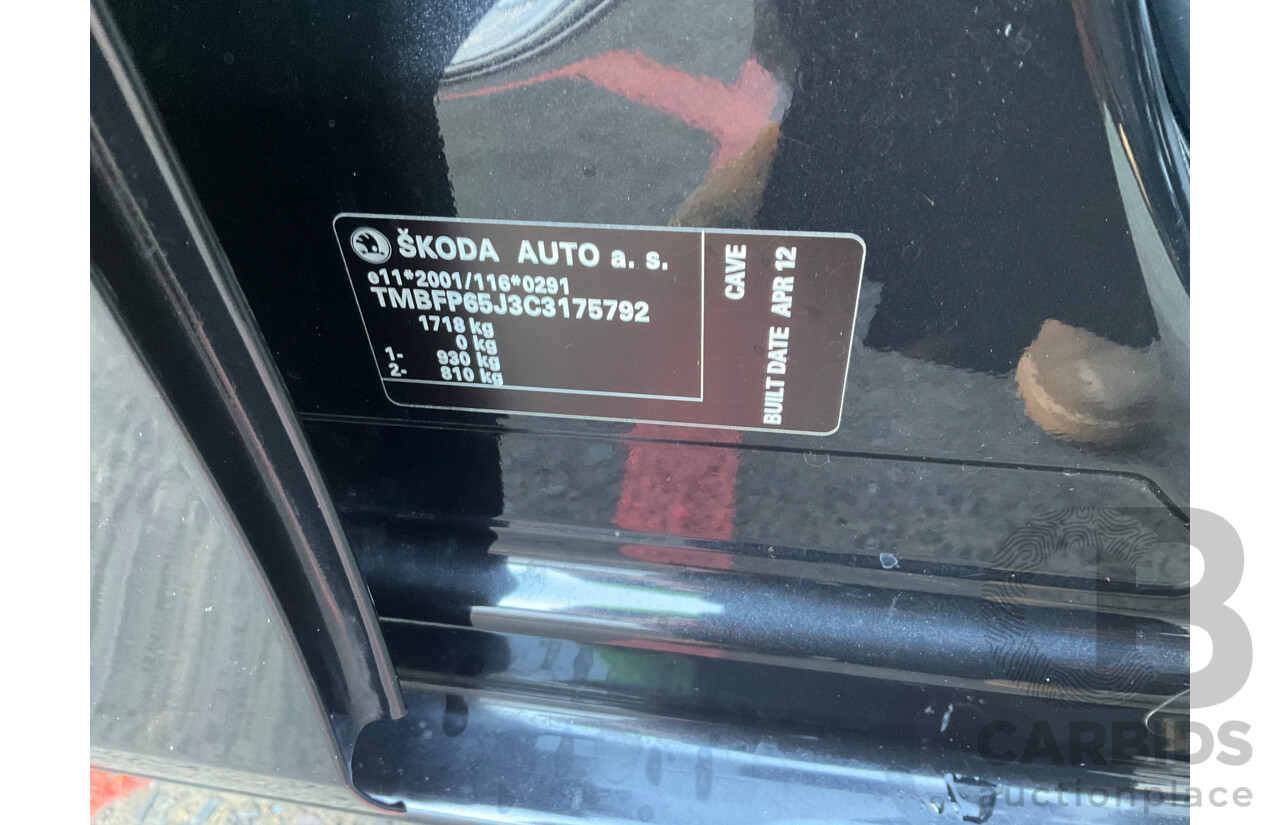 ŠKODA AUTO a. s.
e11*2001/116*0291
TMBFP65J3C3175792
1718 kg
0 kg
1- 930 kg
2- 810 kg
CAVE
BUILT DATE APR 12
CB
CARBIDS
auctionplace